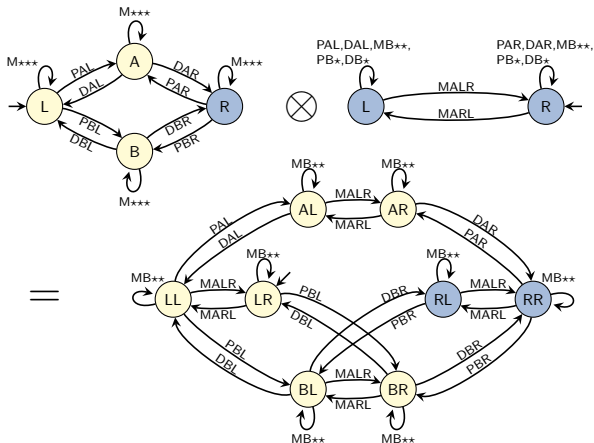 M⋆⋆⋆
A
M⋆⋆⋆
PAL
DAL
DAR
PAR
M⋆⋆⋆
L
R
PBL
DBL
DBR
PBR
B
M⋆⋆⋆
⊗
PAL,DAL,MB⋆⋆,
PB⋆,DB⋆
PAR,DAR,MB⋆⋆,
PB⋆,DB⋆
L
MALR
MARL
R
=
MB⋆⋆
MB⋆⋆
AL
MALR
MARL
AR
PAL
DAL
DAR
PAR
MB⋆⋆
MB⋆⋆
MB⋆⋆
MB⋆⋆
LL
MALR
MARL
LR
PBL
DBL
DBR
PBR
RL
MALR
MARL
RR
PBL
DBL
DBR
PBR
BL
MALR
MARL
BR
MB⋆⋆
MB⋆⋆